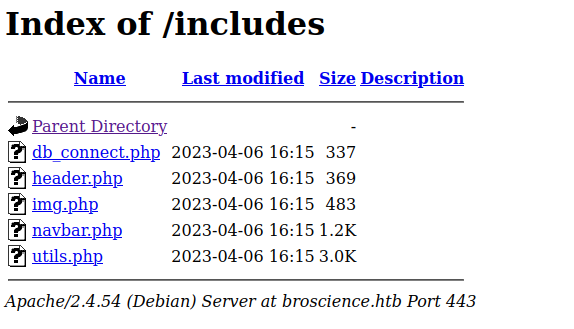 Index of /includes
Name Last modified Size Description
Parent Directory -
db_connect.php 2023-04-06 16:15 337
header.php 2023-04-06 16:15 369
img.php 2023-04-06 16:15 483
navbar.php 2023-04-06 16:15 1.2K
utils.php 2023-04-06 16:15 3.0K
Apache/2.4.54 (Debian) Server at broscience.htb Port 443